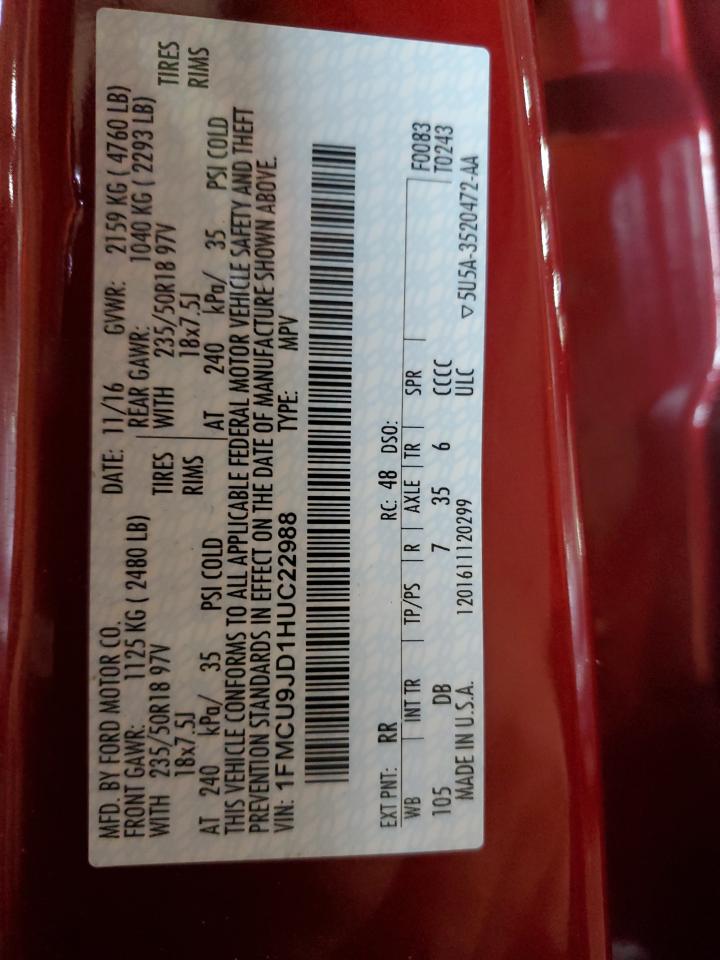 MFD. BY FORD MOTOR CO. DATE: 11/16 GVWR: 2159 KG ( 4760 LB)
FRONT GAWR: 1125 KG ( 2480 LB) REAR GAWR: 1040 KG ( 2293 LB)
WITH 235/50R18 97V TIRES WITH 235/50R18 97V TIRES
18x7.5J RIMS 18x7.5J RIMS
AT 240 kPa/ 35 PSI COLD AT 240 kPa/ 35 PSI COLD
THIS VEHICLE CONFORMS TO ALL APPLICABLE FEDERAL MOTOR VEHICLE SAFETY AND THEFT
PREVENTION STANDARDS IN EFFECT ON THE DATE OF MANUFACTURE SHOWN ABOVE.
VIN: 1FMCU9JD1HUC22988 TYPE: MPV
EXT PNT: RR RC: 48 DSO:
WB INT TR TP/PS R AXLE TR SPR F0083
105 DB 7 35 6 CCCC T0243
MADE IN U.S.A. 1201611120299 ULC ▽5U5A-3520472-AA